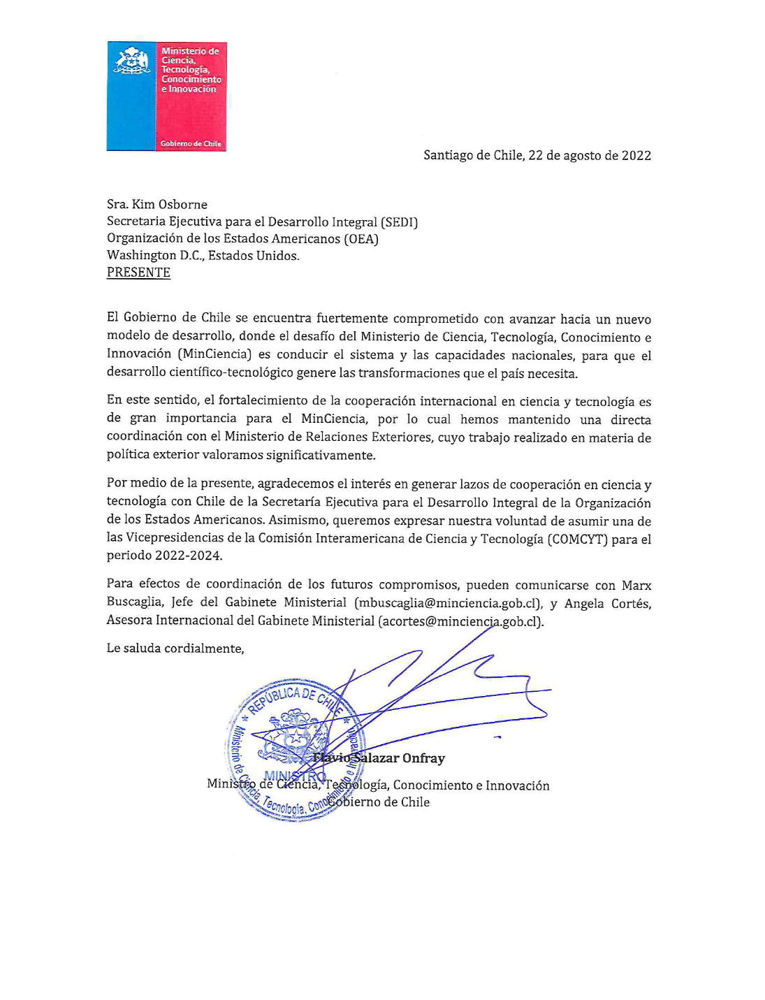 Ministerio de
Ciencia,
Tecnología,
Conocimiento
e Innovación
Gobierno de Chile
Santiago de Chile, 22 de agosto de 2022
Sra. Kim Osborne
Secretaria Ejecutiva para el Desarrollo Integral (SEDI)
Organización de los Estados Americanos (OEA)
Washington D.C., Estados Unidos.
PRESENTE
El Gobierno de Chile se encuentra fuertemente comprometido con avanzar hacia un nuevo
modelo de desarrollo, donde el desafío del Ministerio de Ciencia, Tecnología, Conocimiento e
Innovación (MinCiencia) es conducir el sistema y las capacidades nacionales, para que el
desarrollo científico-tecnológico genere las transformaciones que el país necesita.
En este sentido, el fortalecimiento de la cooperación internacional en ciencia y tecnología es
de gran importancia para el MinCiencia, por lo cual hemos mantenido una directa
coordinación con el Ministerio de Relaciones Exteriores, cuyo trabajo realizado en materia de
política exterior valoramos significativamente.
Por medio de la presente, agradecemos el interés en generar lazos de cooperación en ciencia y
tecnología con Chile de la Secretaría Ejecutiva para el Desarrollo Integral de la Organización
de los Estados Americanos. Asimismo, queremos expresar nuestra voluntad de asumir una de
las Vicepresidencias de la Comisión Interamericana de Ciencia y Tecnología (COMCYT) para el
periodo 2022-2024.
Para efectos de coordinación de los futuros compromisos, pueden comunicarse con Marx
Buscaglia, Jefe del Gabinete Ministerial (mbuscaglia@minciencia.gob.cl), y Angela Cortés,
Asesora Internacional del Gabinete Ministerial (acortes@minciencia.gob.cl).
Le saluda cordialmente,
★ REPÚBLICA DE CHILE ★
Ministerio de Ciencia, Tecnología, Conocimiento e Innovación
MINISTRO
Flavio Salazar Onfray
Ministro de Ciencia, Tecnología, Conocimiento e Innovación
Gobierno de Chile